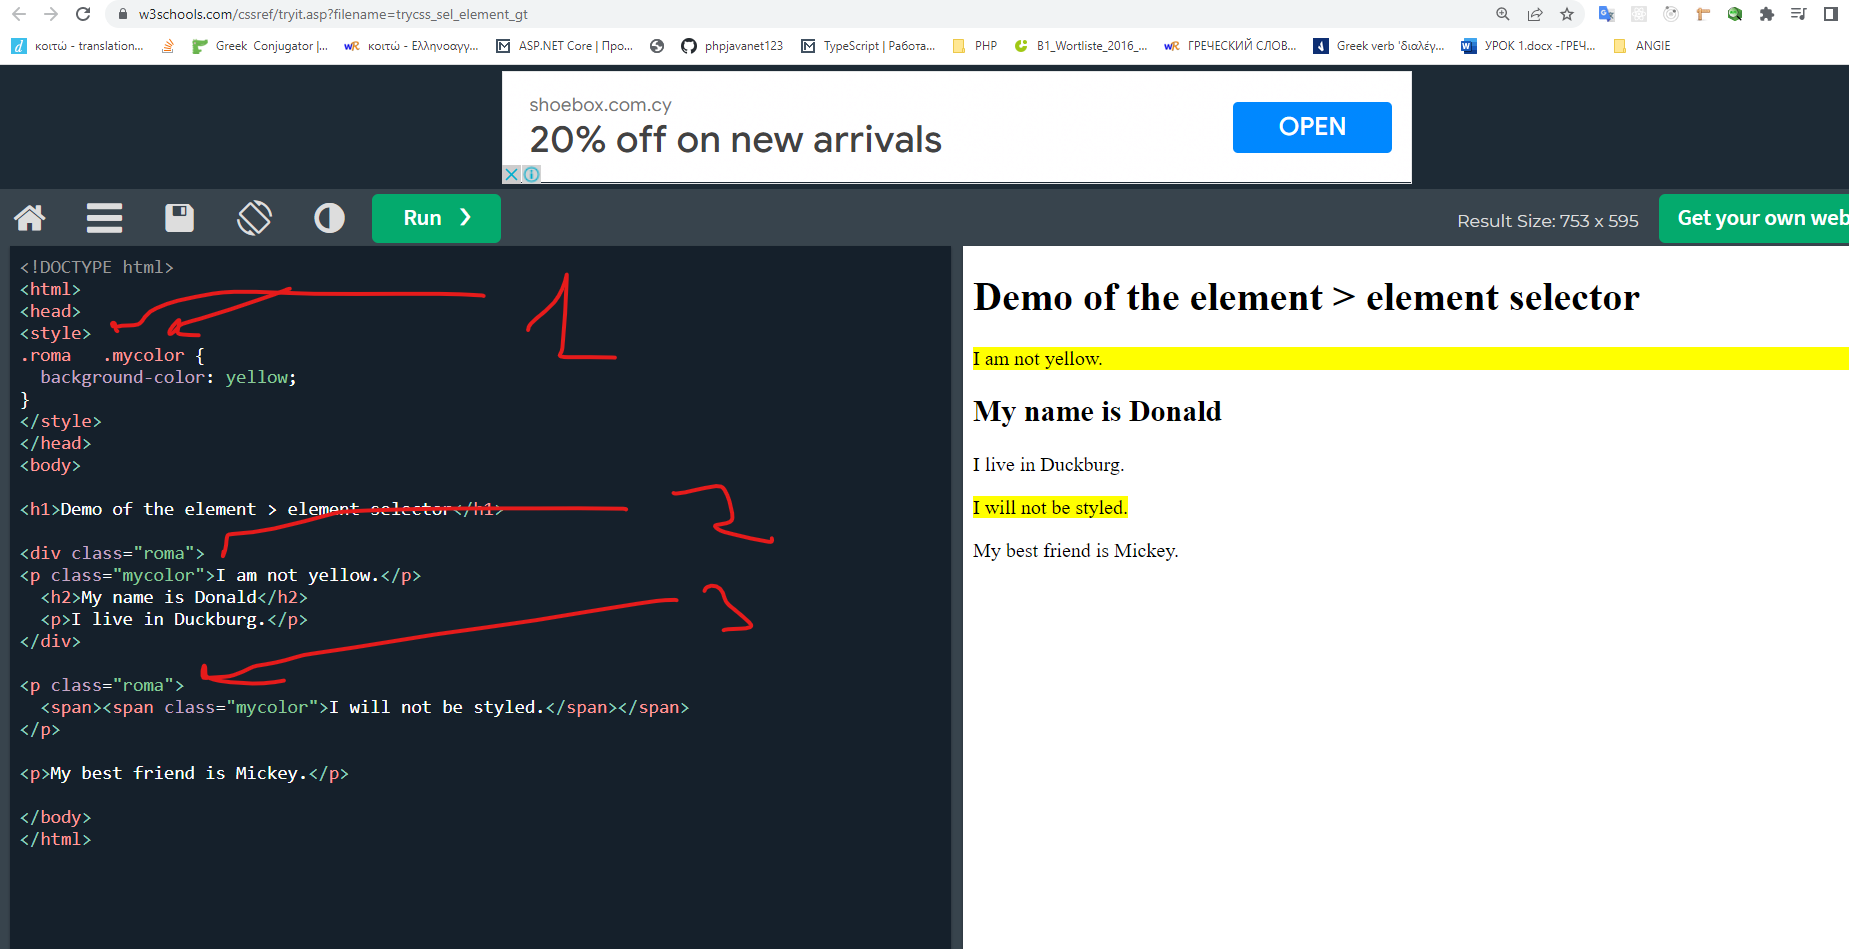 w3schools.com/cssref/tryit.asp?filename=trycss_sel_element_gt
κοιτώ - translation...
Greek Conjugator |...
wR κοιτώ - Ελληνοαγγ...
ASP.NET Core | Про...
phpjavanet123
TypeScript | Работа...
PHP
B1_Wortliste_2016_...
wR ГРЕЧЕСКИЙ СЛОВ...
Greek verb 'διαλέγ...
УРОК 1.docx -ГРЕЧ...
ANGIE
shoebox.com.cy
20% off on new arrivals
OPEN
Run ❯
Result Size: 753 x 595
Get your own web
<!DOCTYPE html>
<html>
<head>
<style>
.roma   .mycolor {
  background-color: yellow;
}
</style>
</head>
<body>
<h1>Demo of the element > element selector</h1>
<div class="roma">
<p class="mycolor">I am not yellow.</p>
  <h2>My name is Donald</h2>
  <p>I live in Duckburg.</p>
</div>
<p class="roma">
  <span><span class="mycolor">I will not be styled.</span></span>
</p>
<p>My best friend is Mickey.</p>
</body>
</html>
1
2
3
Demo of the element > element selector
I am not yellow.
My name is Donald
I live in Duckburg.
I will not be styled.
My best friend is Mickey.